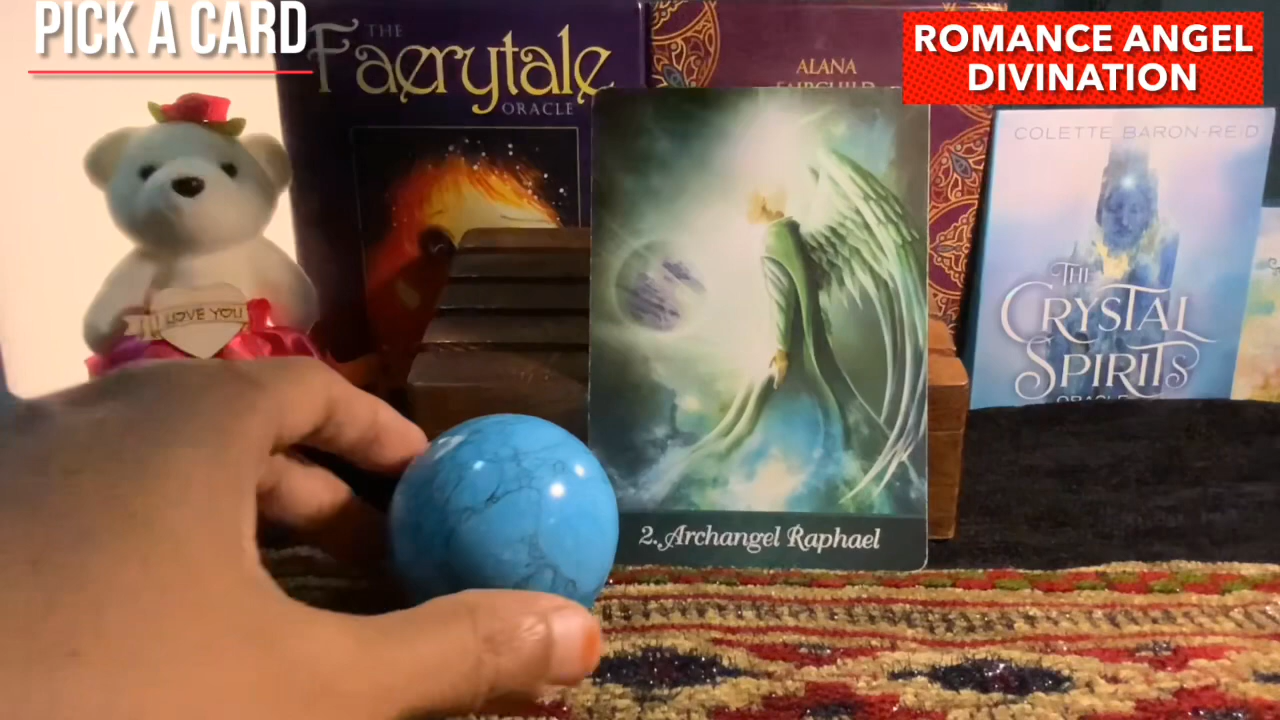 PICK A CARD
ROMANCE ANGEL
DIVINATION
THE
Faerytale
ORACLE
ALANA
FAIRCHILD
COLETTE BARON-REID
THE
CRYSTAL
SPIRITS
ORACLE
I LOVE YOU
2. Archangel Raphael